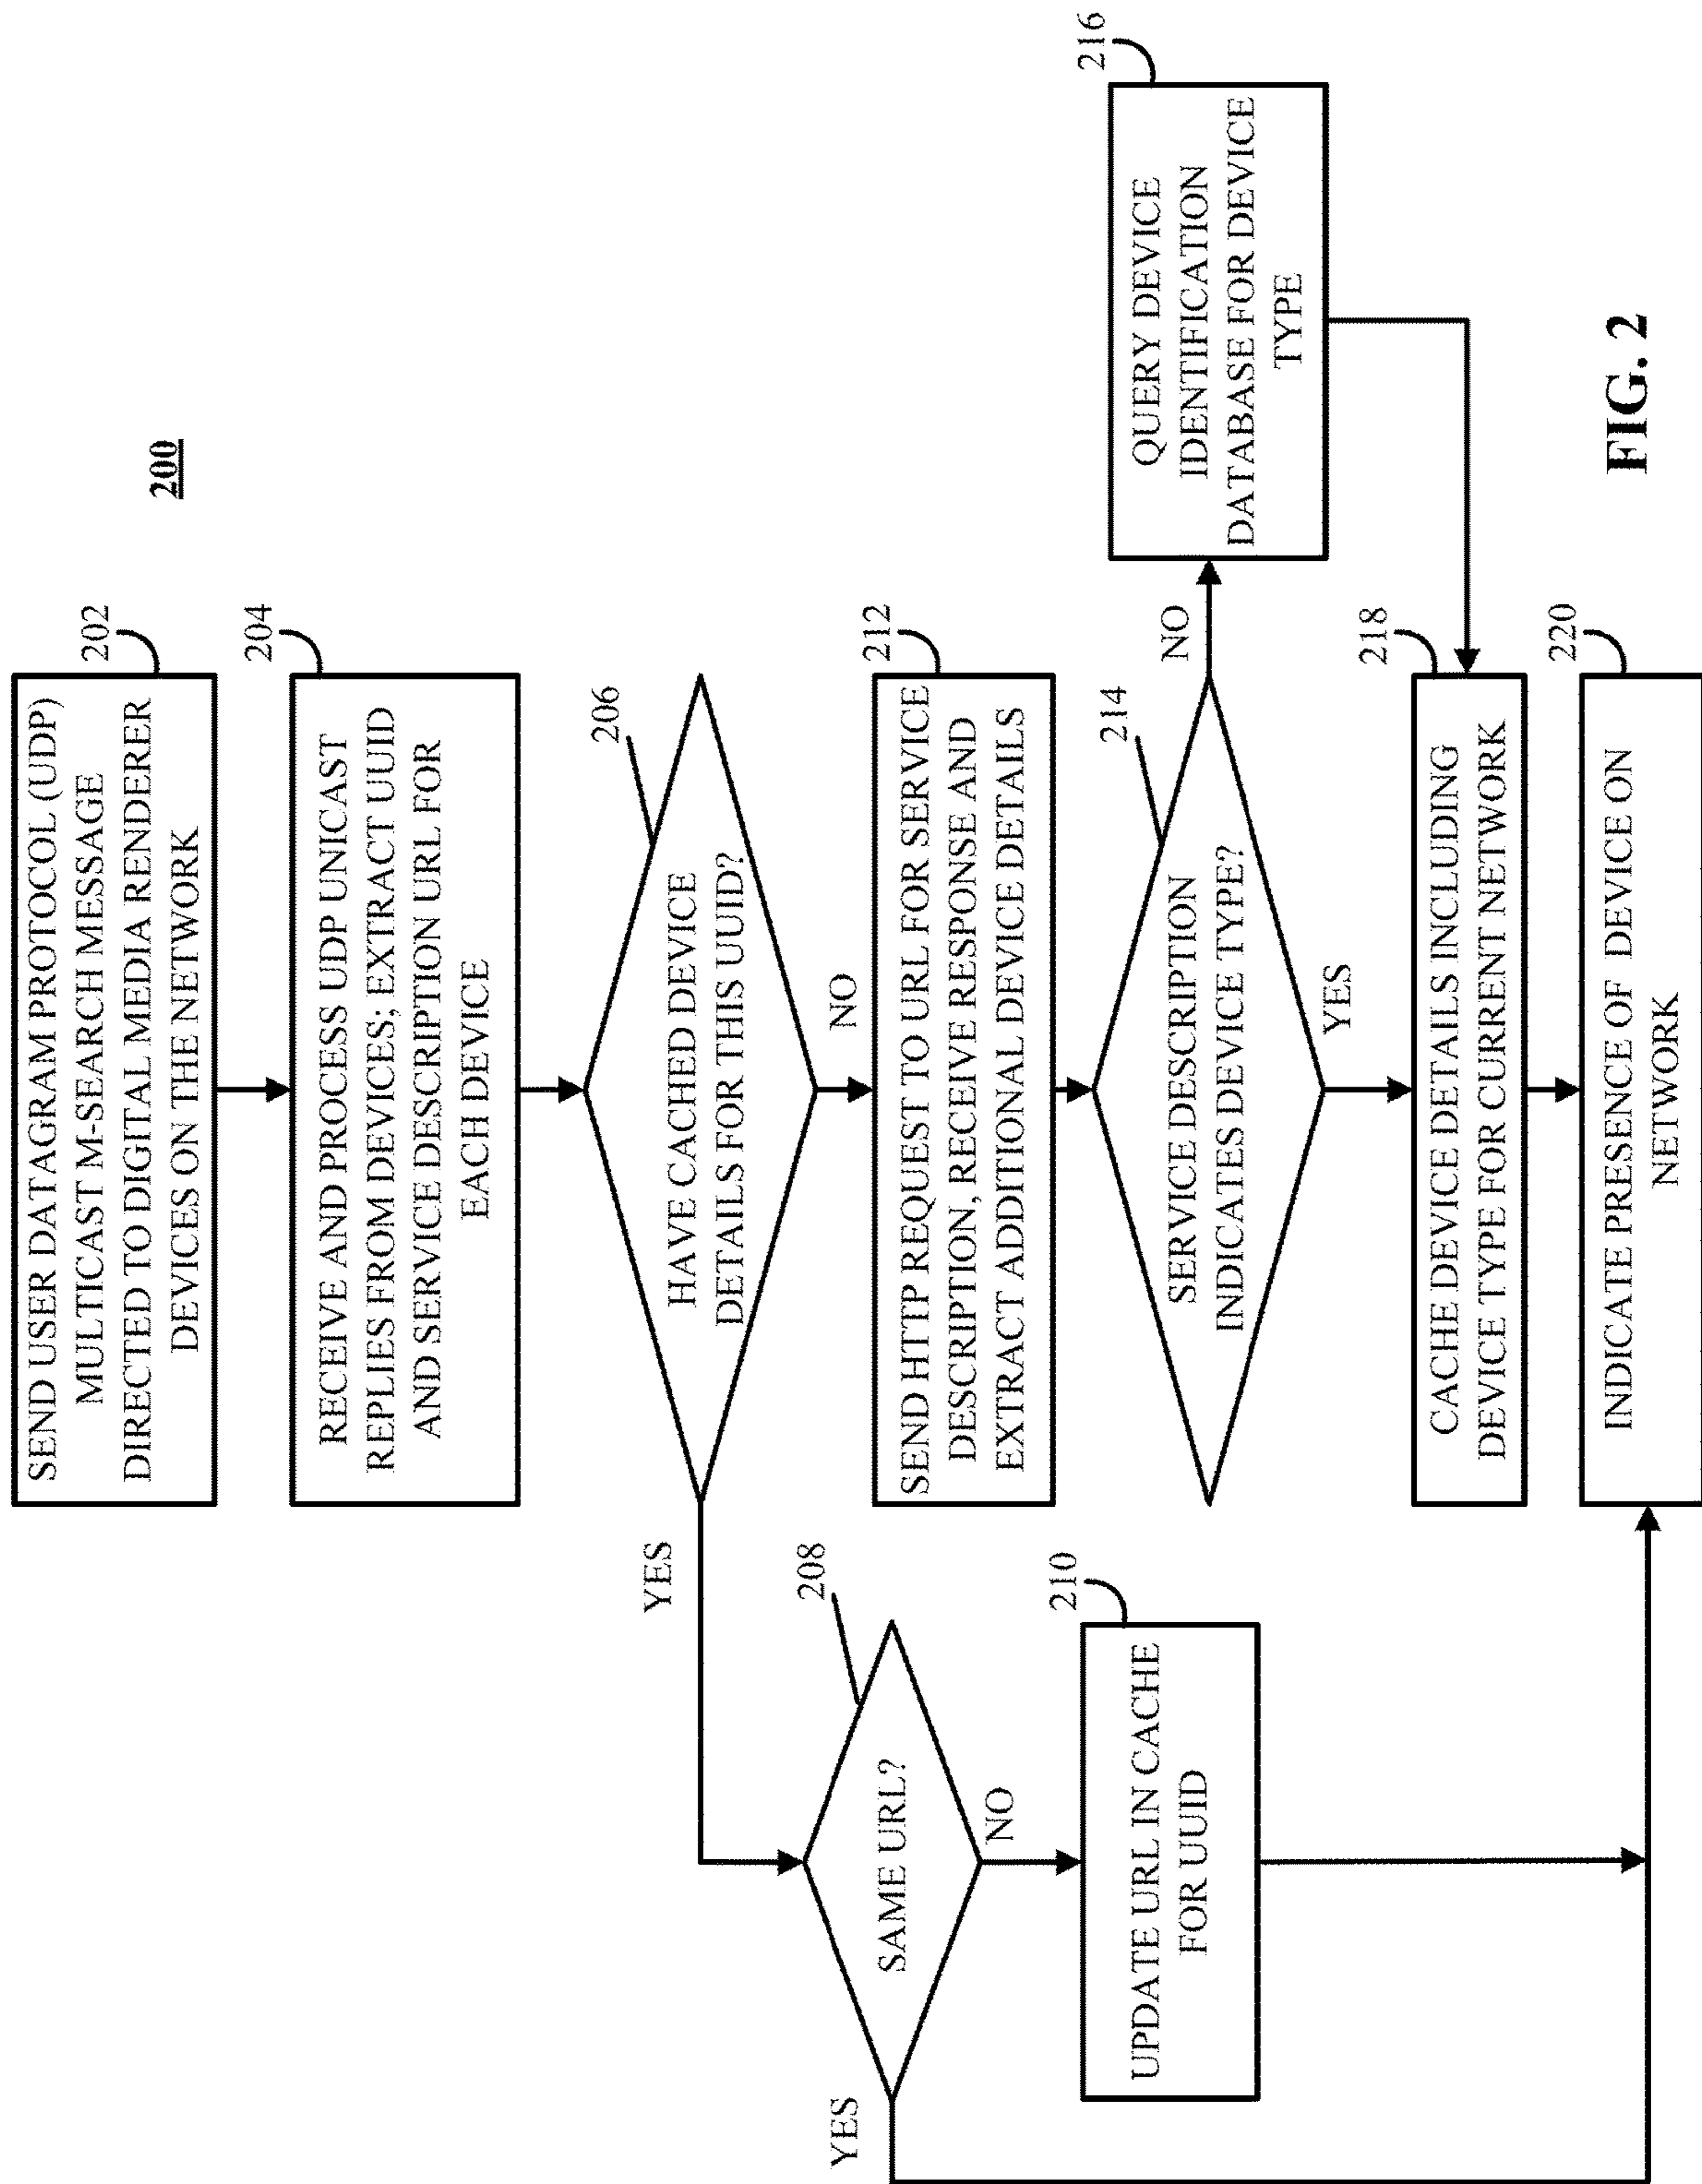 200
SEND USER DATAGRAM PROTOCOL (UDP)
MULTICAST M-SEARCH MESSAGE
DIRECTED TO DIGITAL MEDIA RENDERER
DEVICES ON THE NETWORK
202
RECEIVE AND PROCESS UDP UNICAST
REPLIES FROM DEVICES; EXTRACT UUID
AND SERVICE DESCRIPTION URL FOR
EACH DEVICE
204
HAVE CACHED DEVICE
DETAILS FOR THIS UUID?
206
YES
NO
SAME URL?
208
YES
NO
UPDATE URL IN CACHE
FOR UUID
210
SEND HTTP REQUEST TO URL FOR SERVICE
DESCRIPTION, RECEIVE RESPONSE AND
EXTRACT ADDITIONAL DEVICE DETAILS
212
SERVICE DESCRIPTION
INDICATES DEVICE TYPE?
214
NO
YES
QUERY DEVICE
IDENTIFICATION
DATABASE FOR DEVICE
TYPE
216
CACHE DEVICE DETAILS INCLUDING
DEVICE TYPE FOR CURRENT NETWORK
218
INDICATE PRESENCE OF DEVICE ON
NETWORK
220
FIG. 2